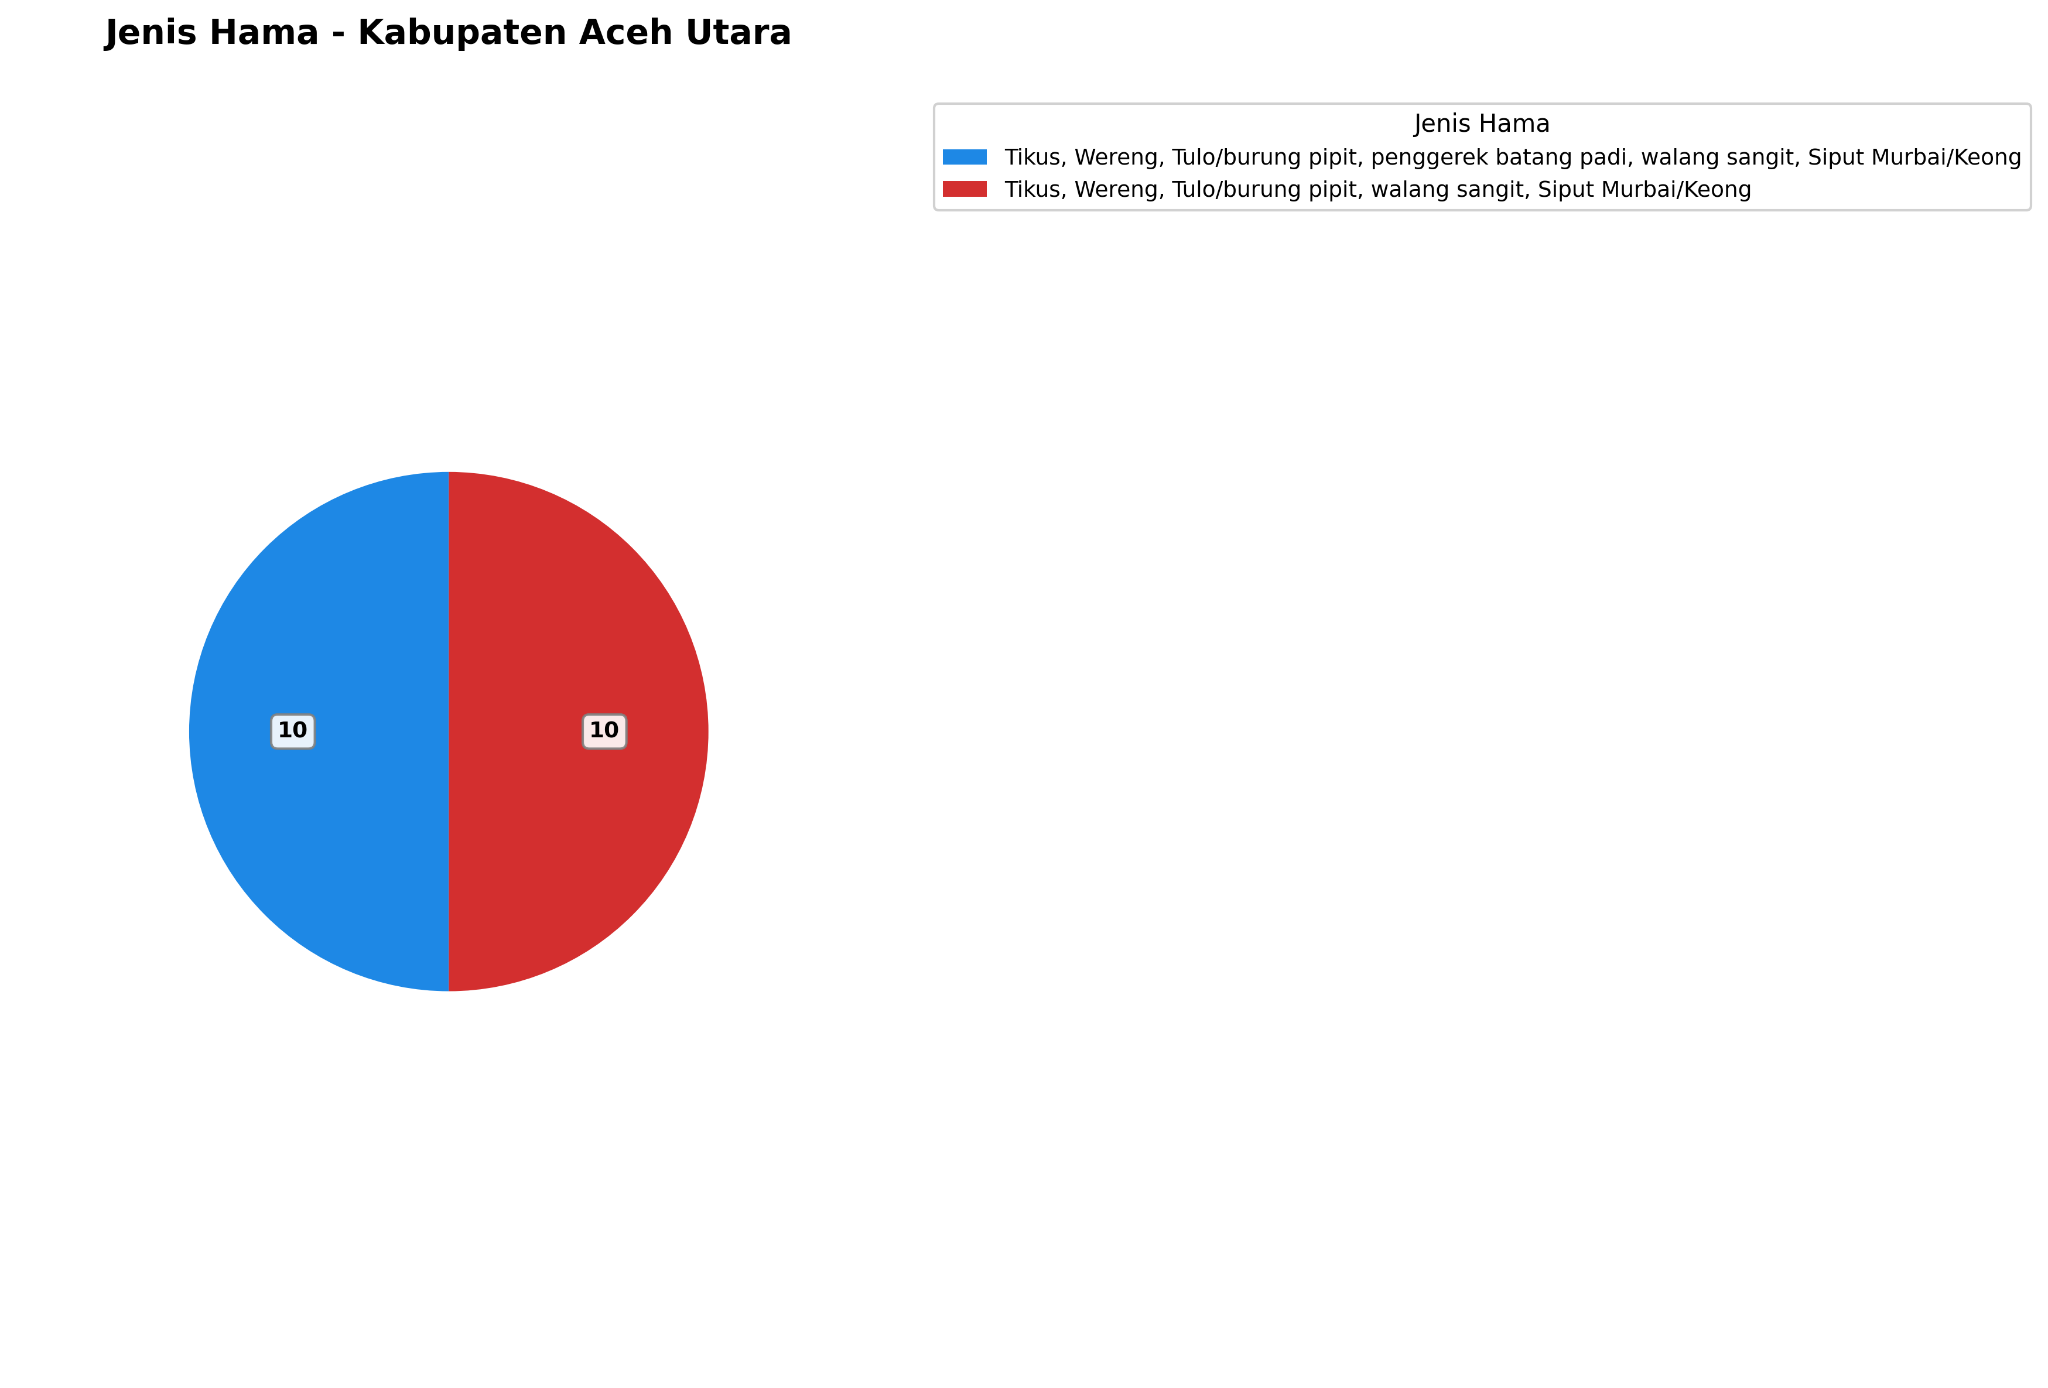 Jenis Hama - Kabupaten Aceh Utara
Jenis Hama
Tikus, Wereng, Tulo/burung pipit, penggerek batang padi, walang sangit, Siput Murbai/Keong
Tikus, Wereng, Tulo/burung pipit, walang sangit, Siput Murbai/Keong
10
10